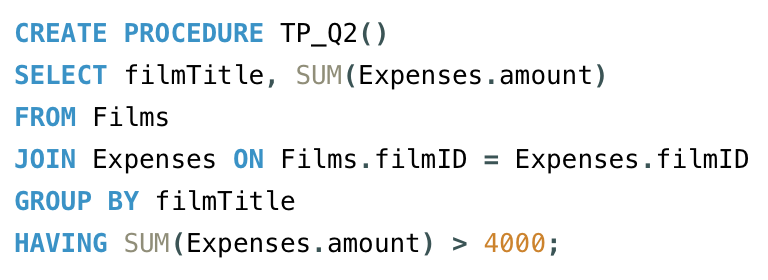 CREATE PROCEDURE TP_Q2()
SELECT filmTitle, SUM(Expenses.amount)
FROM Films
JOIN Expenses ON Films.filmID = Expenses.filmID
GROUP BY filmTitle
HAVING SUM(Expenses.amount) > 4000;